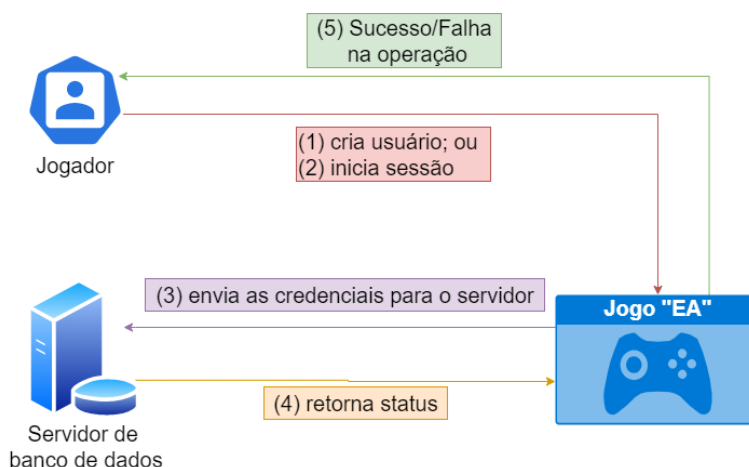 (5) Sucesso/Falha
na operação
Jogador
(1) cria usuário; ou
(2) inicia sessão
(3) envia as credenciais para o servidor
Jogo "EA"
(4) retorna status
Servidor de
banco de dados